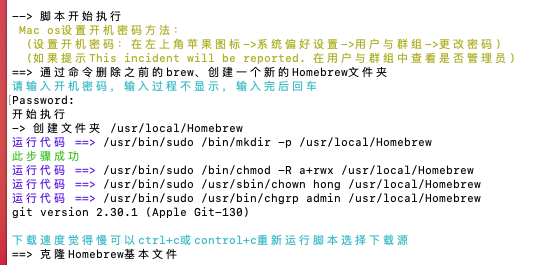 --> 脚本开始执行
Mac os设置开机密码方法：
(设置开机密码：在左上角苹果图标->系统偏好设置->用户与群组->更改密码)
(如果提示This incident will be reported. 在用户与群组中查看是否管理员)
==> 通过命令删除之前的brew、创建一个新的Homebrew文件夹
请输入开机密码，输入过程不显示，输入完后回车
Password:
开始执行
-> 创建文件夹 /usr/local/Homebrew
运行代码 ==> /usr/bin/sudo /bin/mkdir -p /usr/local/Homebrew
此步骤成功
运行代码 ==> /usr/bin/sudo /bin/chmod -R a+rwx /usr/local/Homebrew
运行代码 ==> /usr/bin/sudo /usr/sbin/chown hong /usr/local/Homebrew
运行代码 ==> /usr/bin/sudo /usr/bin/chgrp admin /usr/local/Homebrew
git version 2.30.1 (Apple Git-130)
下载速度觉得慢可以ctrl+c或control+c重新运行脚本选择下载源
==> 克隆Homebrew基本文件